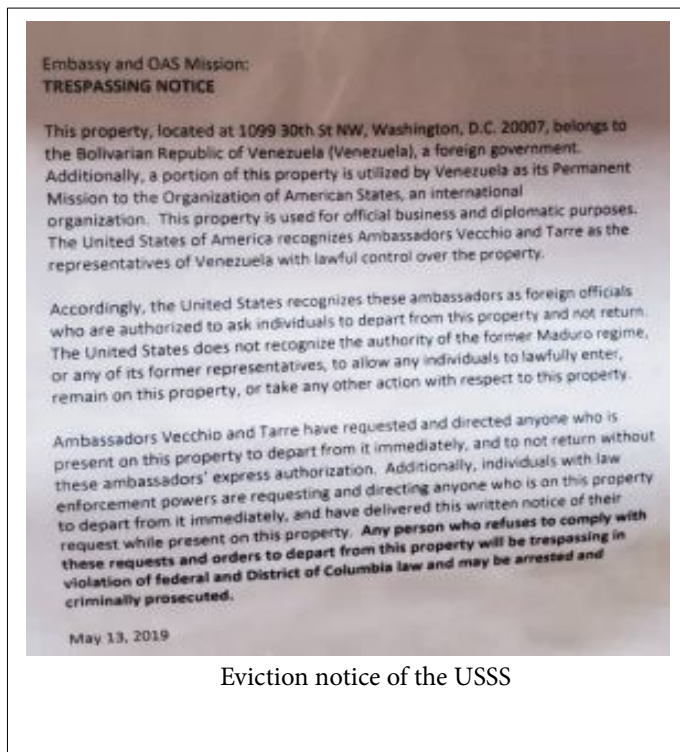 Embassy and OAS Mission:
TRESPASSING NOTICE
This property, located at 1099 30th St NW, Washington, D.C. 20007, belongs to
the Bolivarian Republic of Venezuela (Venezuela), a foreign government.
Additionally, a portion of this property is utilized by Venezuela as its Permanent
Mission to the Organization of American States, an international
organization. This property is used for official business and diplomatic purposes.
The United States of America recognizes Ambassadors Vecchio and Tarre as the
representatives of Venezuela with lawful control over the property.
Accordingly, the United States recognizes these ambassadors as foreign officials
who are authorized to ask individuals to depart from this property and not return.
The United States does not recognize the authority of the former Maduro regime,
or any of its former representatives, to allow any individuals to lawfully enter,
remain on this property, or take any other action with respect to this property.
Ambassadors Vecchio and Tarre have requested and directed anyone who is
present on this property to depart from it immediately, and to not return without
these ambassadors' express authorization. Additionally, individuals with law
enforcement powers are requesting and directing anyone who is on this property
to depart from it immediately, and have delivered this written notice of their
request while present on this property. Any person who refuses to comply with
these requests and orders to depart from this property will be trespassing in
violation of federal and District of Columbia law and may be arrested and
criminally prosecuted.
May 13, 2019
Eviction notice of the USSS